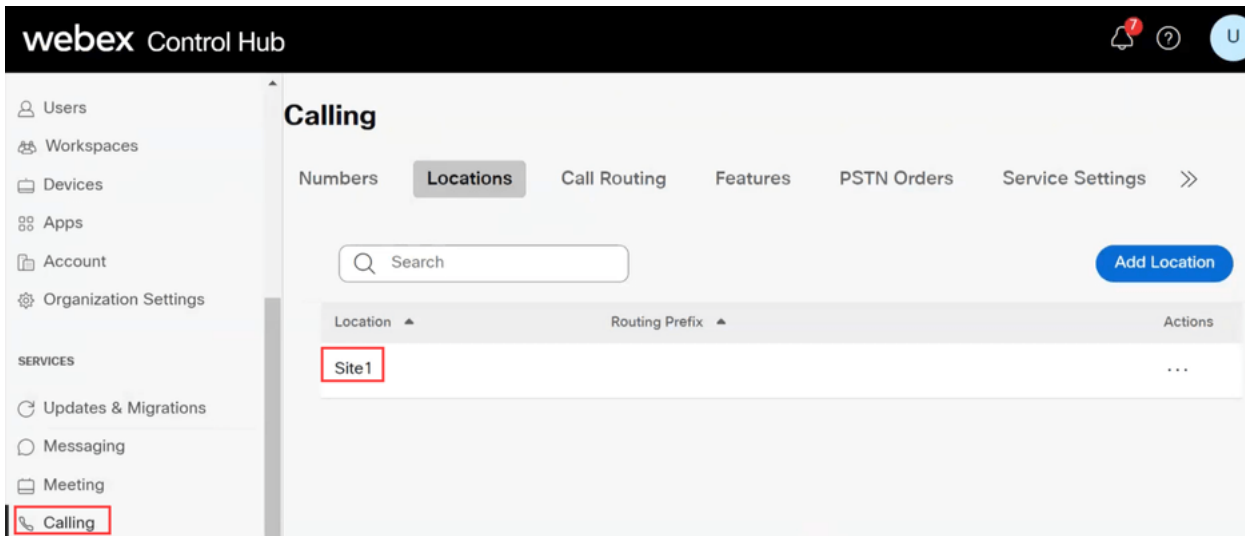 webex Control Hub
7
U
Users
Workspaces
Devices
Apps
Account
Organization Settings
SERVICES
Updates & Migrations
Messaging
Meeting
Calling
Calling
Numbers Locations Call Routing Features PSTN Orders Service Settings
Search
Add Location
Location Routing Prefix Actions
Site1